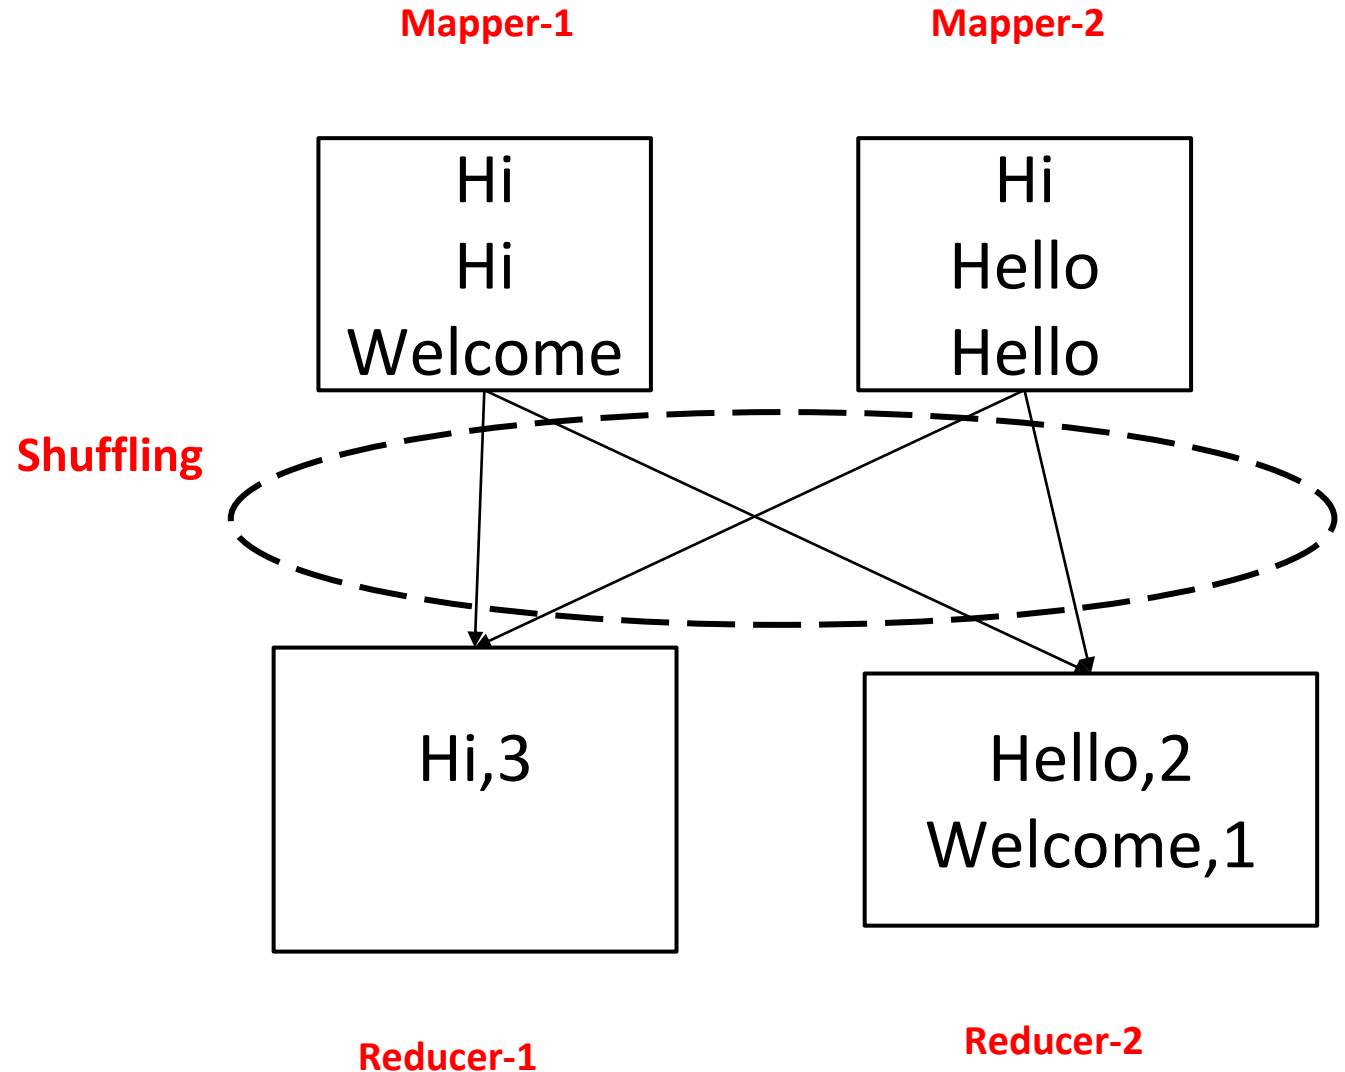 Mapper-1
Mapper-2
Hi
Hi
Welcome
Hi
Hello
Hello
Shuffling
Hi,3
Hello,2
Welcome,1
Reducer-1
Reducer-2